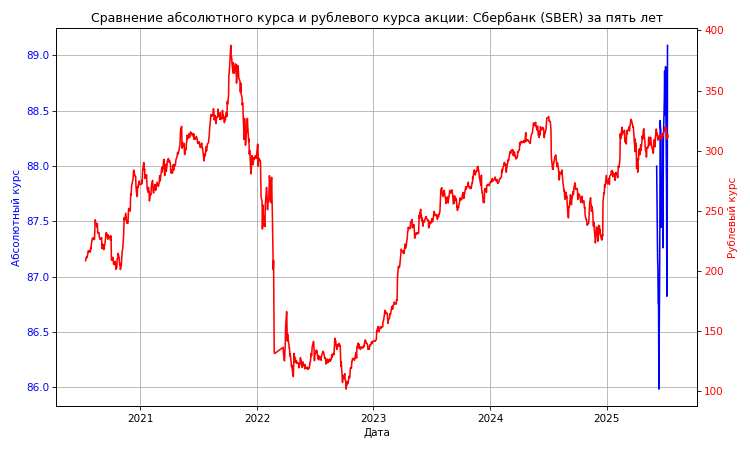 Сравнение абсолютного курса и рублевого курса акции: Сбербанк (SBER) за пять лет
Абсолютный курс
89.0
88.5
88.0
87.5
87.0
86.5
86.0
400
350
300
250
200
150
100
Рублевый курс
2021 2022 2023 2024 2025
Дата